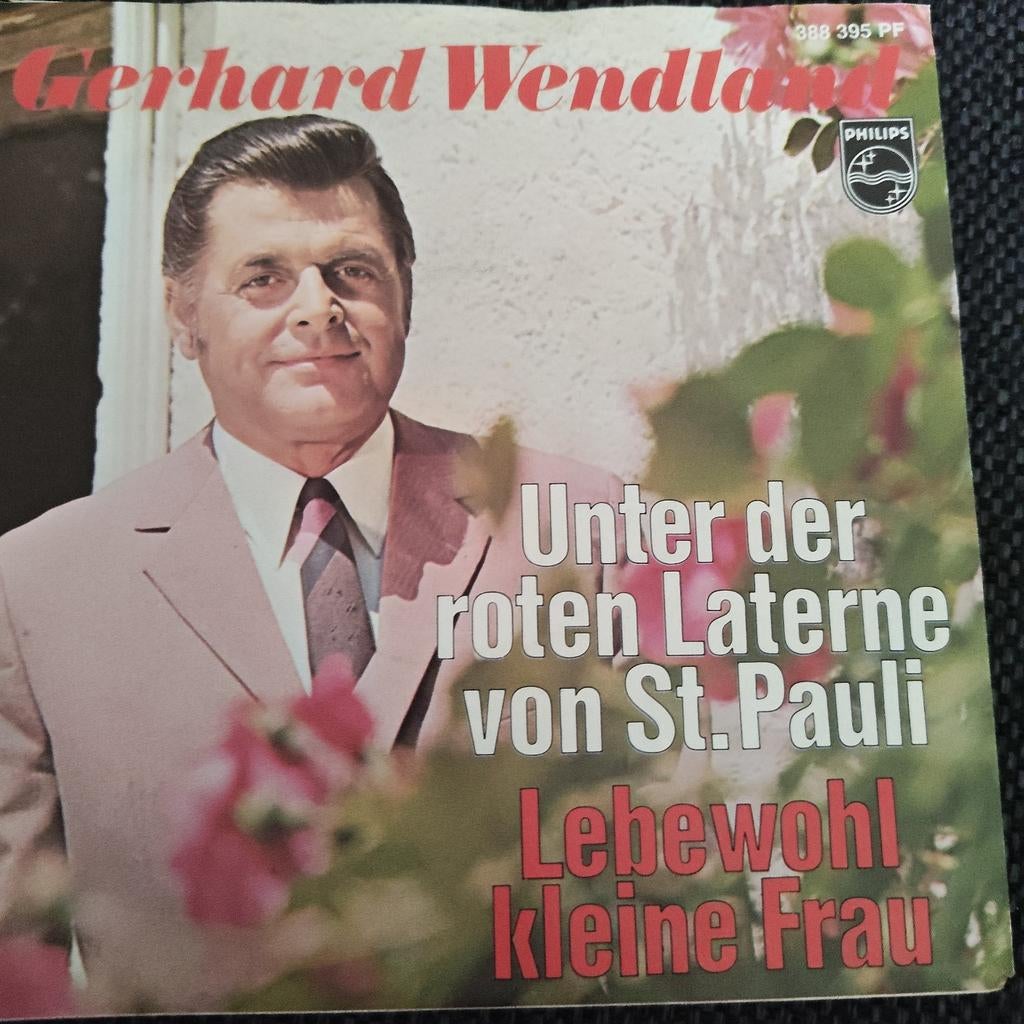 388 395 PF
Gerhard Wendland
PHILIPS
Unter der
roten Laterne
von St. Pauli
Lebewohl
kleine Frau